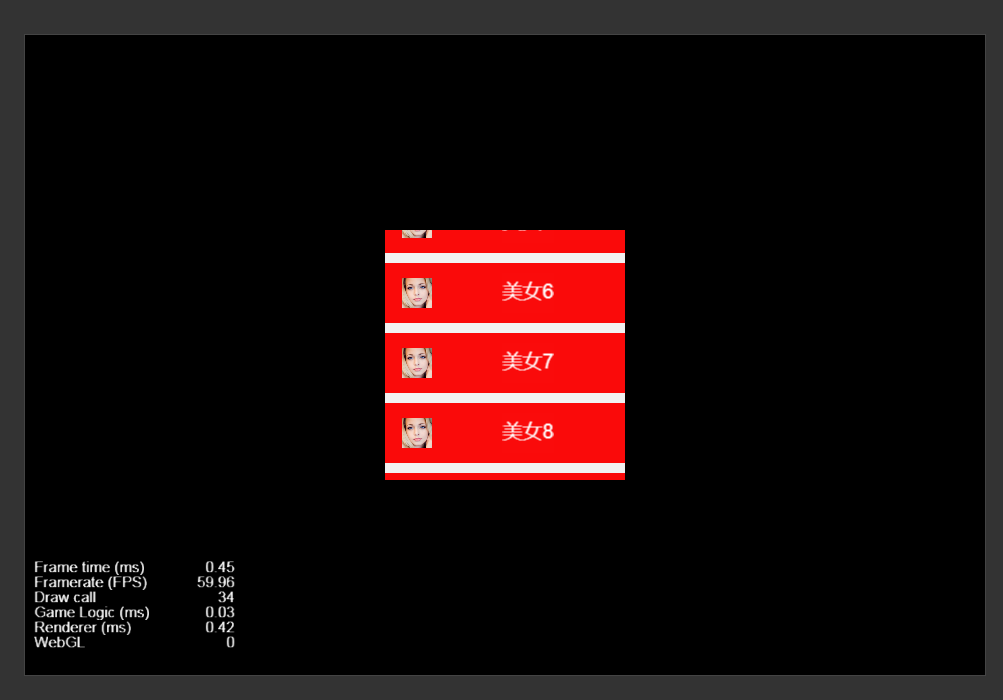 美女6
美女7
美女8
Frame time (ms) 0.45
Framerate (FPS) 59.96
Draw call 34
Game Logic (ms) 0.03
Renderer (ms) 0.42
WebGL 0